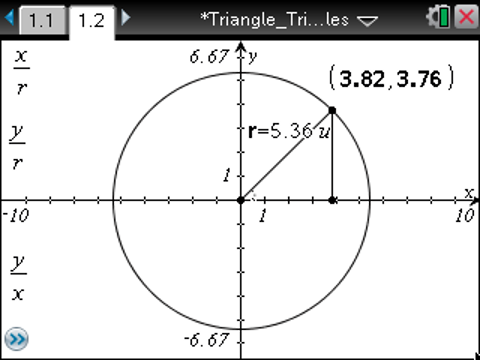 1.1 1.2 *Triangle_Tri...les
6.67 y
(3.82,3.76)
x/r
r=5.36 u
y/r
1
x
-10 1 10
y/x
-6.67